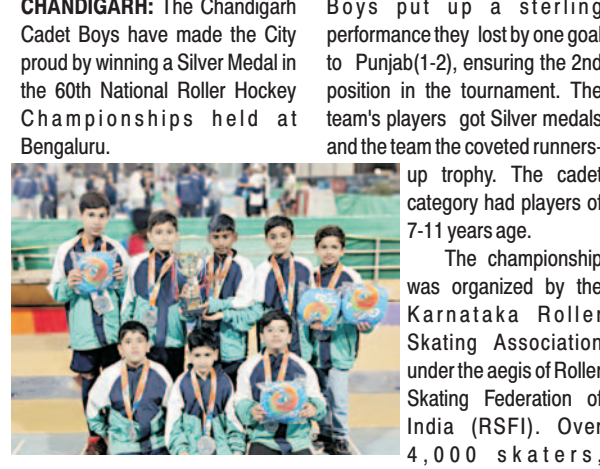 CHANDIGARH: The Chandigarh
Cadet Boys have made the City
proud by winning a Silver Medal in
the 60th National Roller Hockey
Championships held at
Bengaluru.
Boys put up a sterling
performance they lost by one goal
to Punjab(1-2), ensuring the 2nd
position in the tournament. The
team's players got Silver medals
and the team the coveted runners-
up trophy. The cadet
category had players of
7-11 years age.
The championship
was organized by the
Karnataka Roller
Skating Association
under the aegis of Roller
Skating Federation of
India (RSFI). Over
4,000 skaters,